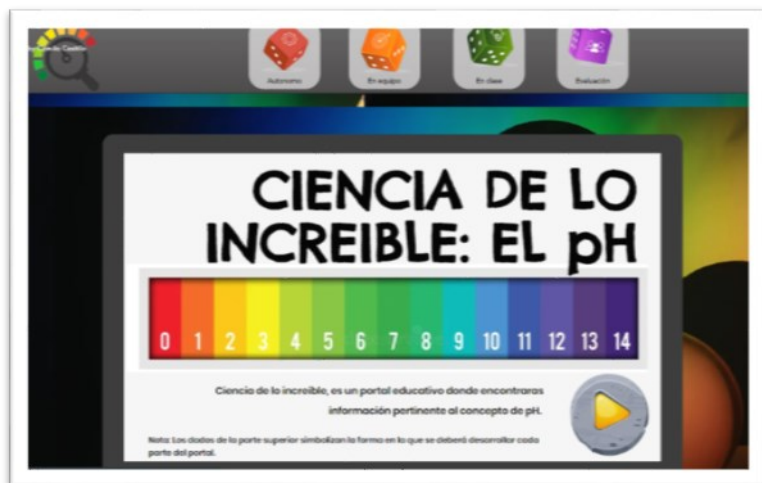 Autonomo
En equipo
En clase
Evaluación
CIENCIA DE LO
INCREIBLE: EL pH
0 1 2 3 4 5 6 7 8 9 10 11 12 13 14
Ciencia de lo increible, es un portal educativo donde encontraras
información pertinente al concepto de pH.
Nota: Los dados de la parte superior simbolizan la forma en la que se deberá desarrollar cada
parte del portal.